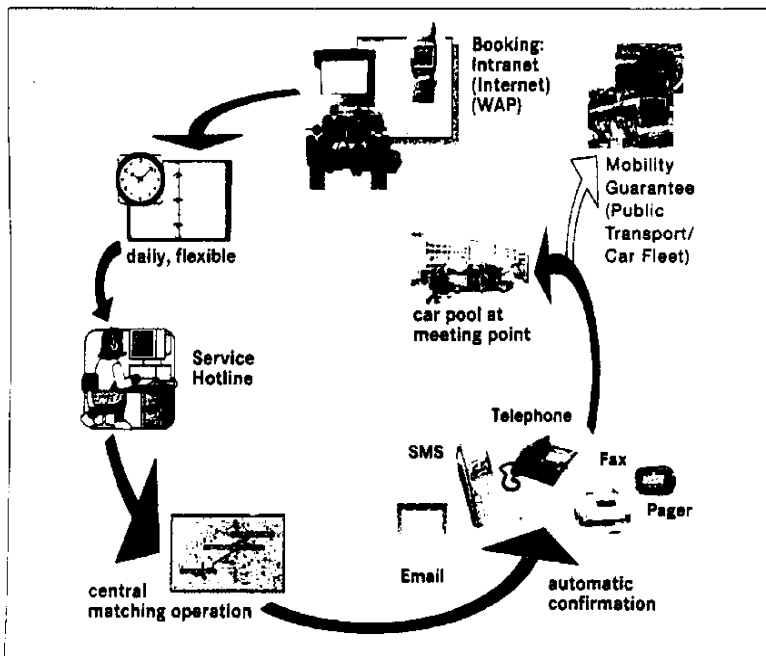 Booking:
Intranet
(Internet)
(WAP)
Mobility
Guarantee
(Public
Transport/
Car Fleet)
daily, flexible
car pool at
meeting point
Service
Hotline
Telephone
SMS
Fax
Pager
Email
central
matching operation
automatic
confirmation